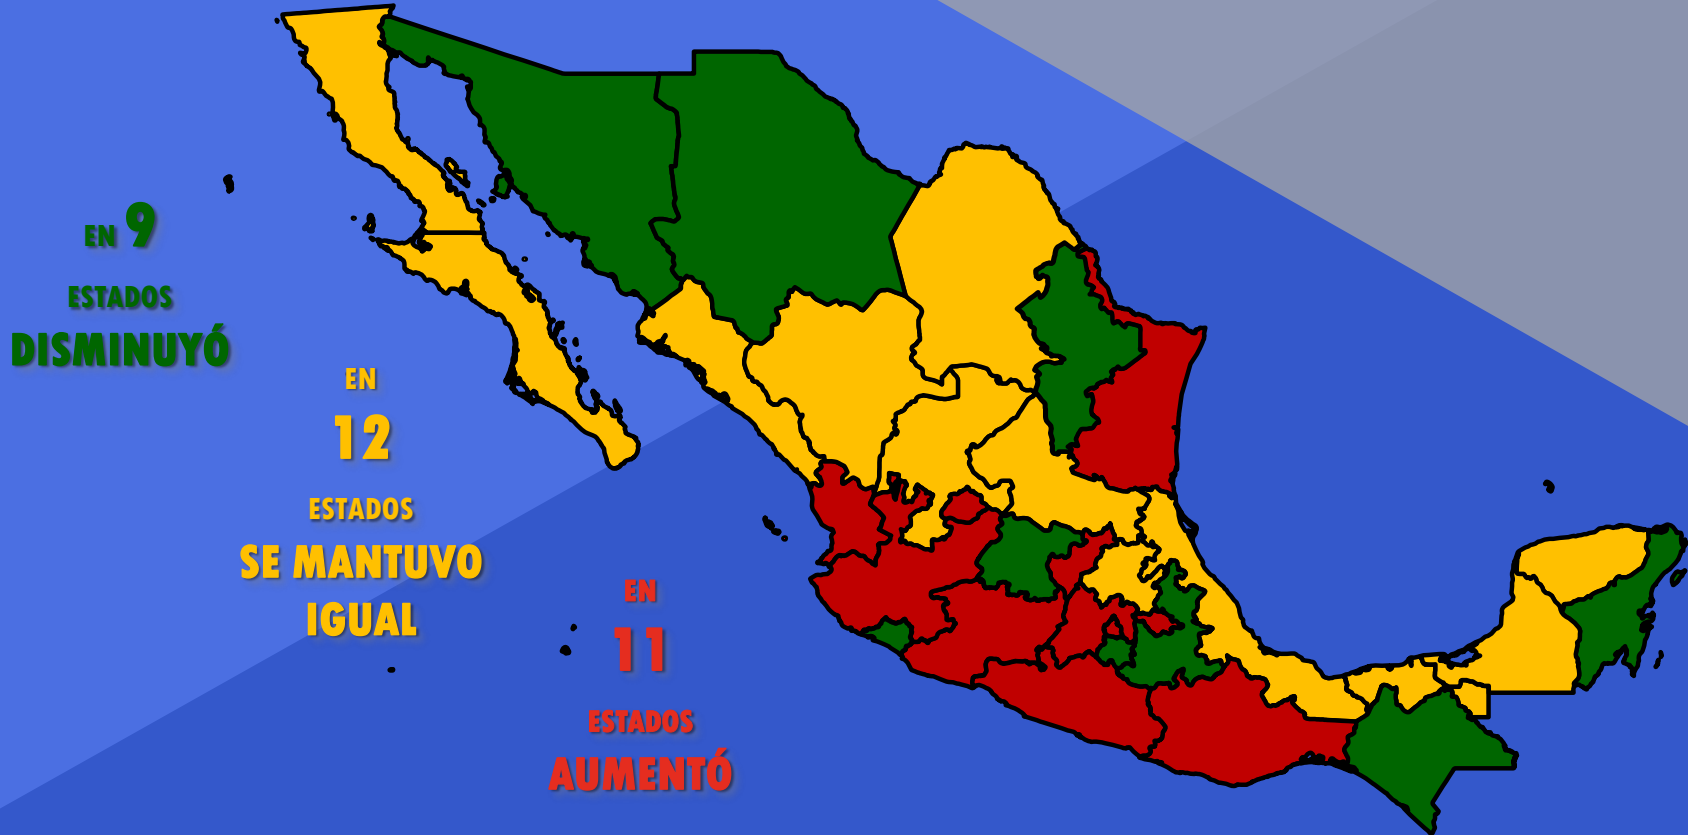 EN 9
ESTADOS
DISMINUYÓ
EN
12
ESTADOS
SE MANTUVO
IGUAL
EN
11
ESTADOS
AUMENTÓ